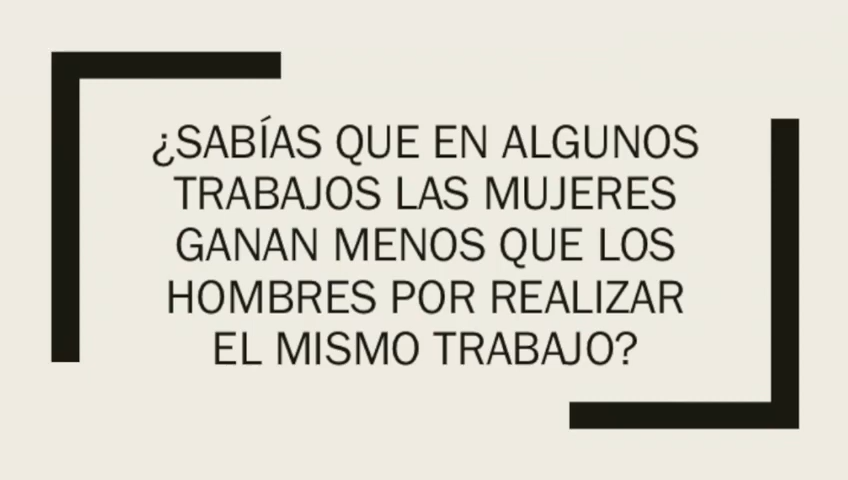 ¿SABÍAS QUE EN ALGUNOS
TRABAJOS LAS MUJERES
GANAN MENOS QUE LOS
HOMBRES POR REALIZAR
EL MISMO TRABAJO?